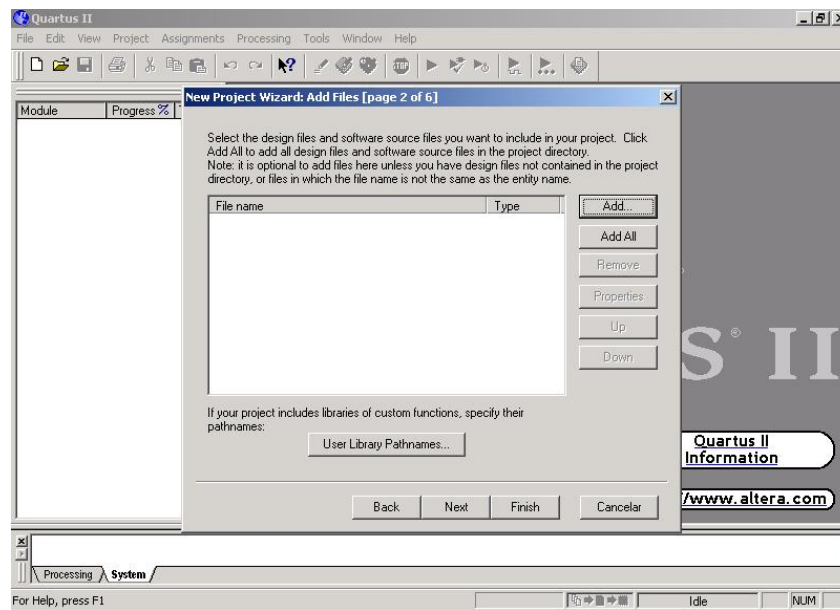 Quartus II
File Edit View Project Assignments Processing Tools Window Help
STOP
Module Progress %
New Project Wizard: Add Files [page 2 of 6]
Select the design files and software source files you want to include in your project. Click
Add All to add all design files and software source files in the project directory.
Note: it is optional to add files here unless you have design files not contained in the project
directory, or files in which the file name is not the same as the entity name.
File name Type
Add...
Add All
Remove
Properties
Up
Down
S® II
If your project includes libraries of custom functions, specify their
pathnames:
User Library Pathnames...
Quartus II
Information
/www.altera.com
Back Next Finish Cancelar
Processing System
For Help, press F1
Idle NUM